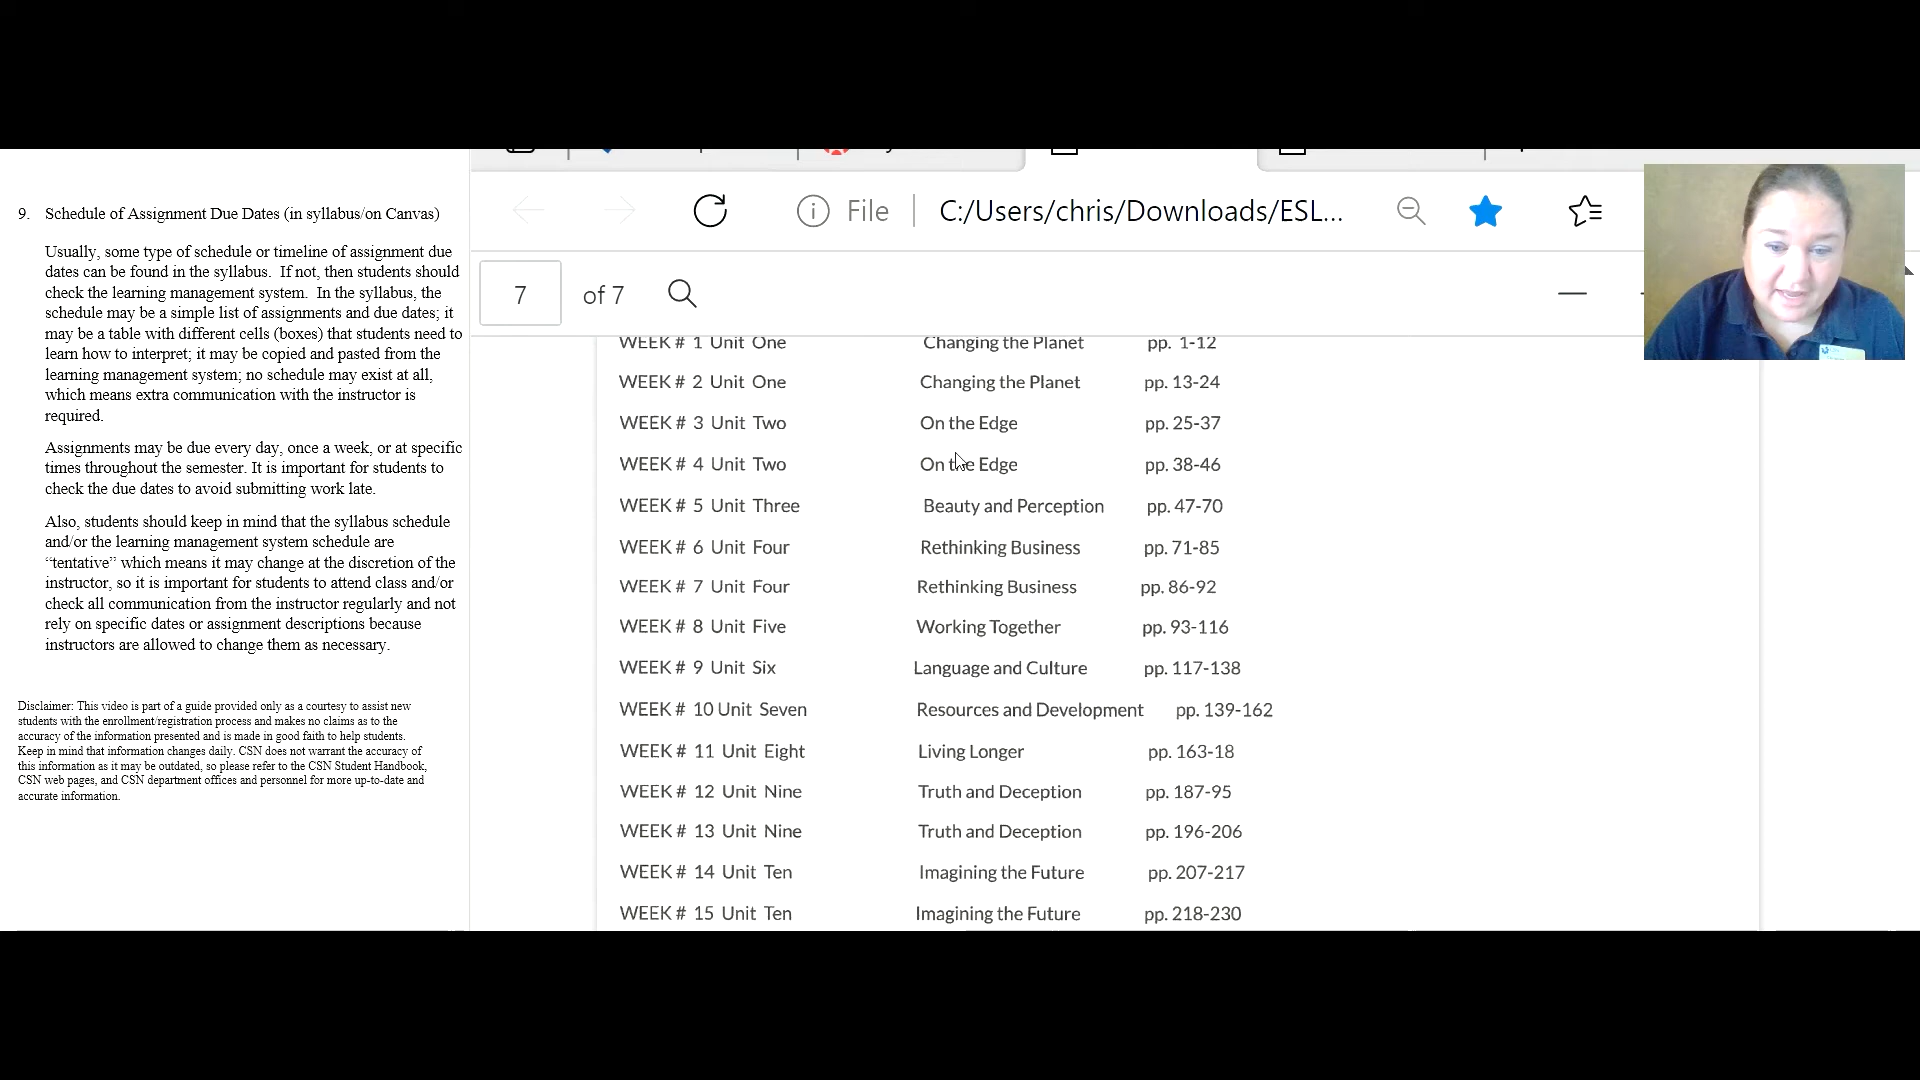 9. Schedule of Assignment Due Dates (in syllabus/on Canvas)
Usually, some type of schedule or timeline of assignment due
dates can be found in the syllabus. If not, then students should
check the learning management system. In the syllabus, the
schedule may be a simple list of assignments and due dates; it
may be a table with different cells (boxes) that students need to
learn how to interpret; it may be copied and pasted from the
learning management system; no schedule may exist at all,
which means extra communication with the instructor is
required.
Assignments may be due every day, once a week, or at specific
times throughout the semester. It is important for students to
check the due dates to avoid submitting work late.
Also, students should keep in mind that the syllabus schedule
and/or the learning management system schedule are
“tentative” which means it may change at the discretion of the
instructor, so it is important for students to attend class and/or
check all communication from the instructor regularly and not
rely on specific dates or assignment descriptions because
instructors are allowed to change them as necessary.
Disclaimer: This video is part of a guide provided only as a courtesy to assist new
students with the enrollment/registration process and makes no claims as to the
accuracy of the information presented and is made in good faith to help students.
Keep in mind that information changes daily. CSN does not warrant the accuracy of
this information as it may be outdated, so please refer to the CSN Student Handbook,
CSN web pages, and CSN department offices and personnel for more up-to-date and
accurate information.
File C:/Users/chris/Downloads/ESL...
7 of 7
WEEK # 1 Unit One Changing the Planet pp. 1-12
WEEK # 2 Unit One Changing the Planet pp. 13-24
WEEK # 3 Unit Two On the Edge pp. 25-37
WEEK # 4 Unit Two On the Edge pp. 38-46
WEEK # 5 Unit Three Beauty and Perception pp. 47-70
WEEK # 6 Unit Four Rethinking Business pp. 71-85
WEEK # 7 Unit Four Rethinking Business pp. 86-92
WEEK # 8 Unit Five Working Together pp. 93-116
WEEK # 9 Unit Six Language and Culture pp. 117-138
WEEK # 10 Unit Seven Resources and Development pp. 139-162
WEEK # 11 Unit Eight Living Longer pp. 163-18
WEEK # 12 Unit Nine Truth and Deception pp. 187-95
WEEK # 13 Unit Nine Truth and Deception pp. 196-206
WEEK # 14 Unit Ten Imagining the Future pp. 207-217
WEEK # 15 Unit Ten Imagining the Future pp. 218-230